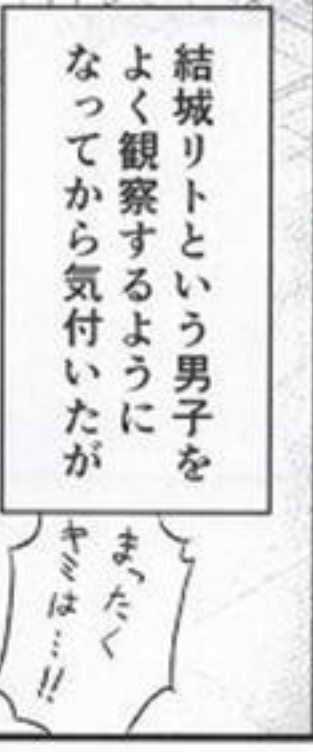 結城リトという男子を
よく観察するように
なってから気付いたが
まったく
キミは…!!